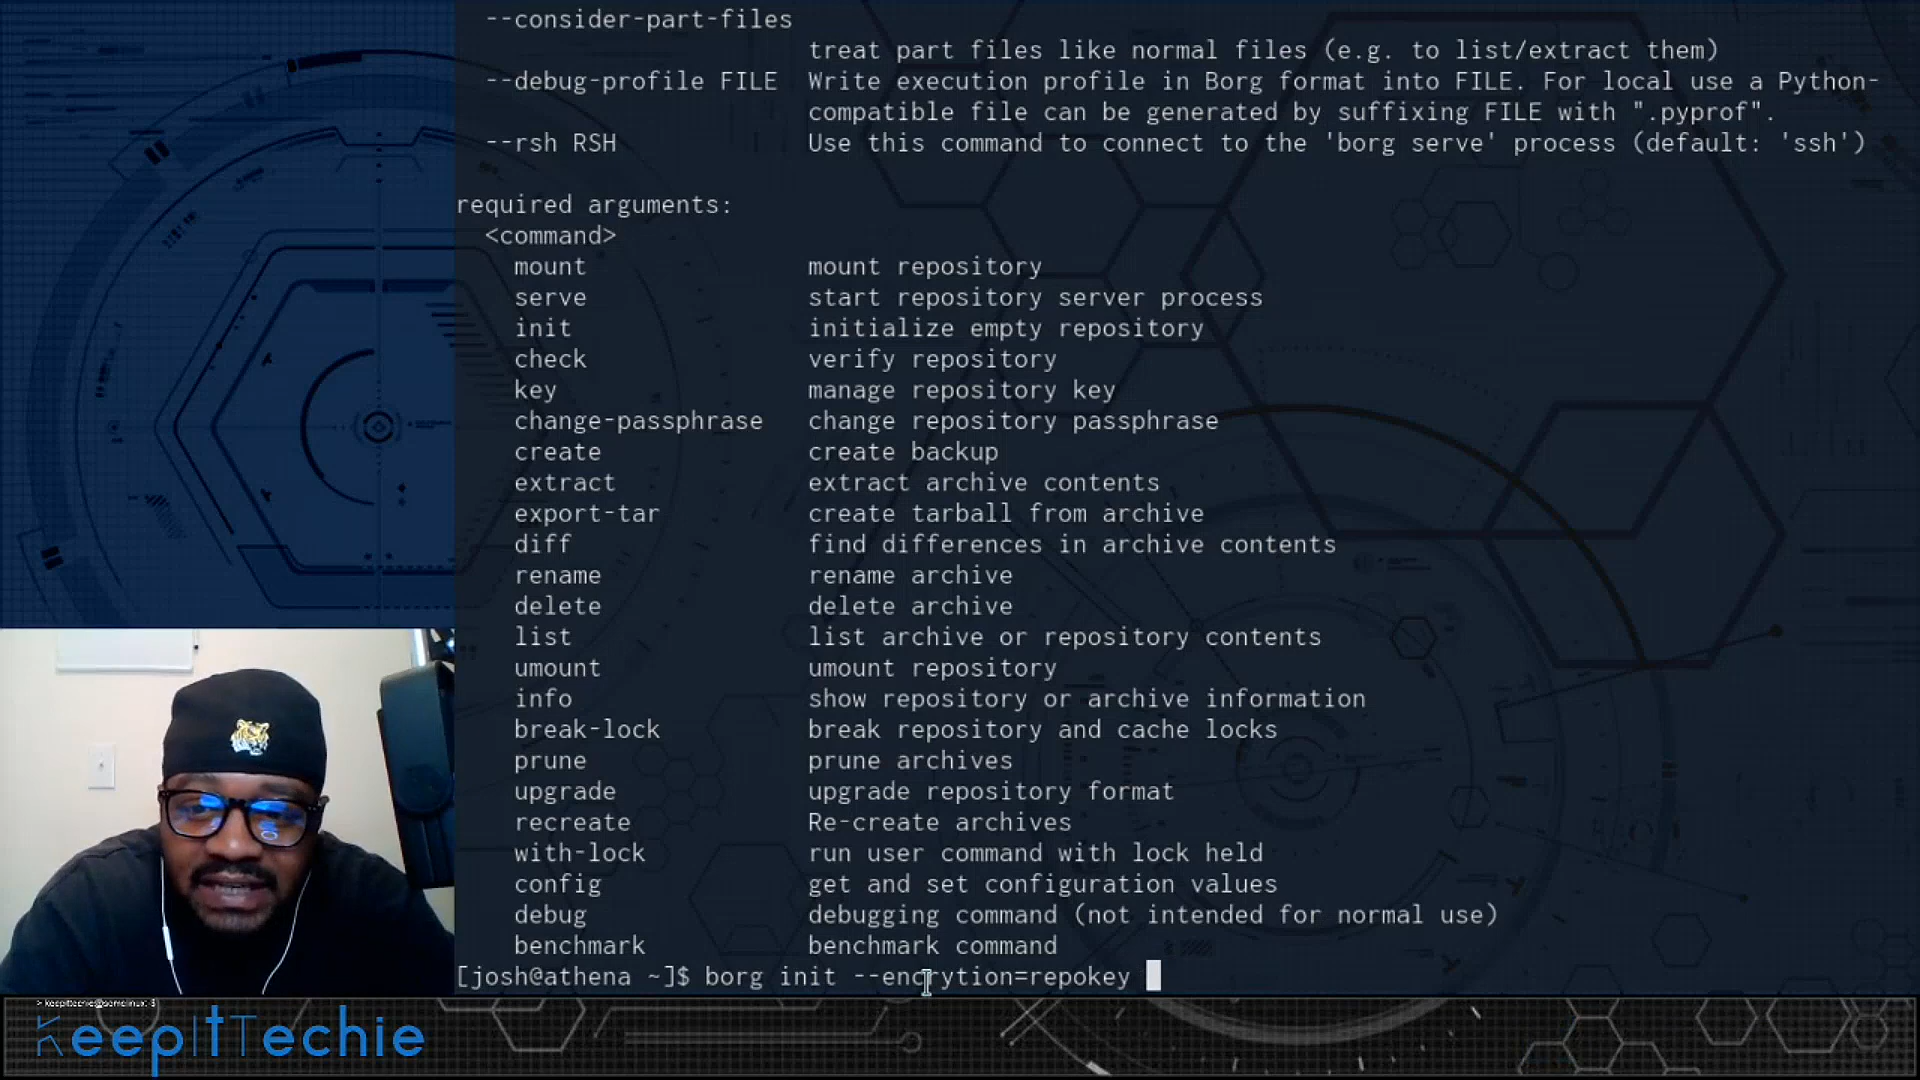 --consider-part-files
treat part files like normal files (e.g. to list/extract them)
--debug-profile FILE Write execution profile in Borg format into FILE. For local use a Python-
compatible file can be generated by suffixing FILE with ".pyprof".
--rsh RSH Use this command to connect to the 'borg serve' process (default: 'ssh')
required arguments:
<command>
mount mount repository
serve start repository server process
init initialize empty repository
check verify repository
key manage repository key
change-passphrase change repository passphrase
create create backup
extract extract archive contents
export-tar create tarball from archive
diff find differences in archive contents
rename rename archive
delete delete archive
list list archive or repository contents
umount umount repository
info show repository or archive information
break-lock break repository and cache locks
prune prune archives
upgrade upgrade repository format
recreate Re-create archives
with-lock run user command with lock held
config get and set configuration values
debug debugging command (not intended for normal use)
benchmark benchmark command
[josh@athena ~]$ borg init --encrytion=repokey
> keepittechie@somelinux:~$
KeepItTechie